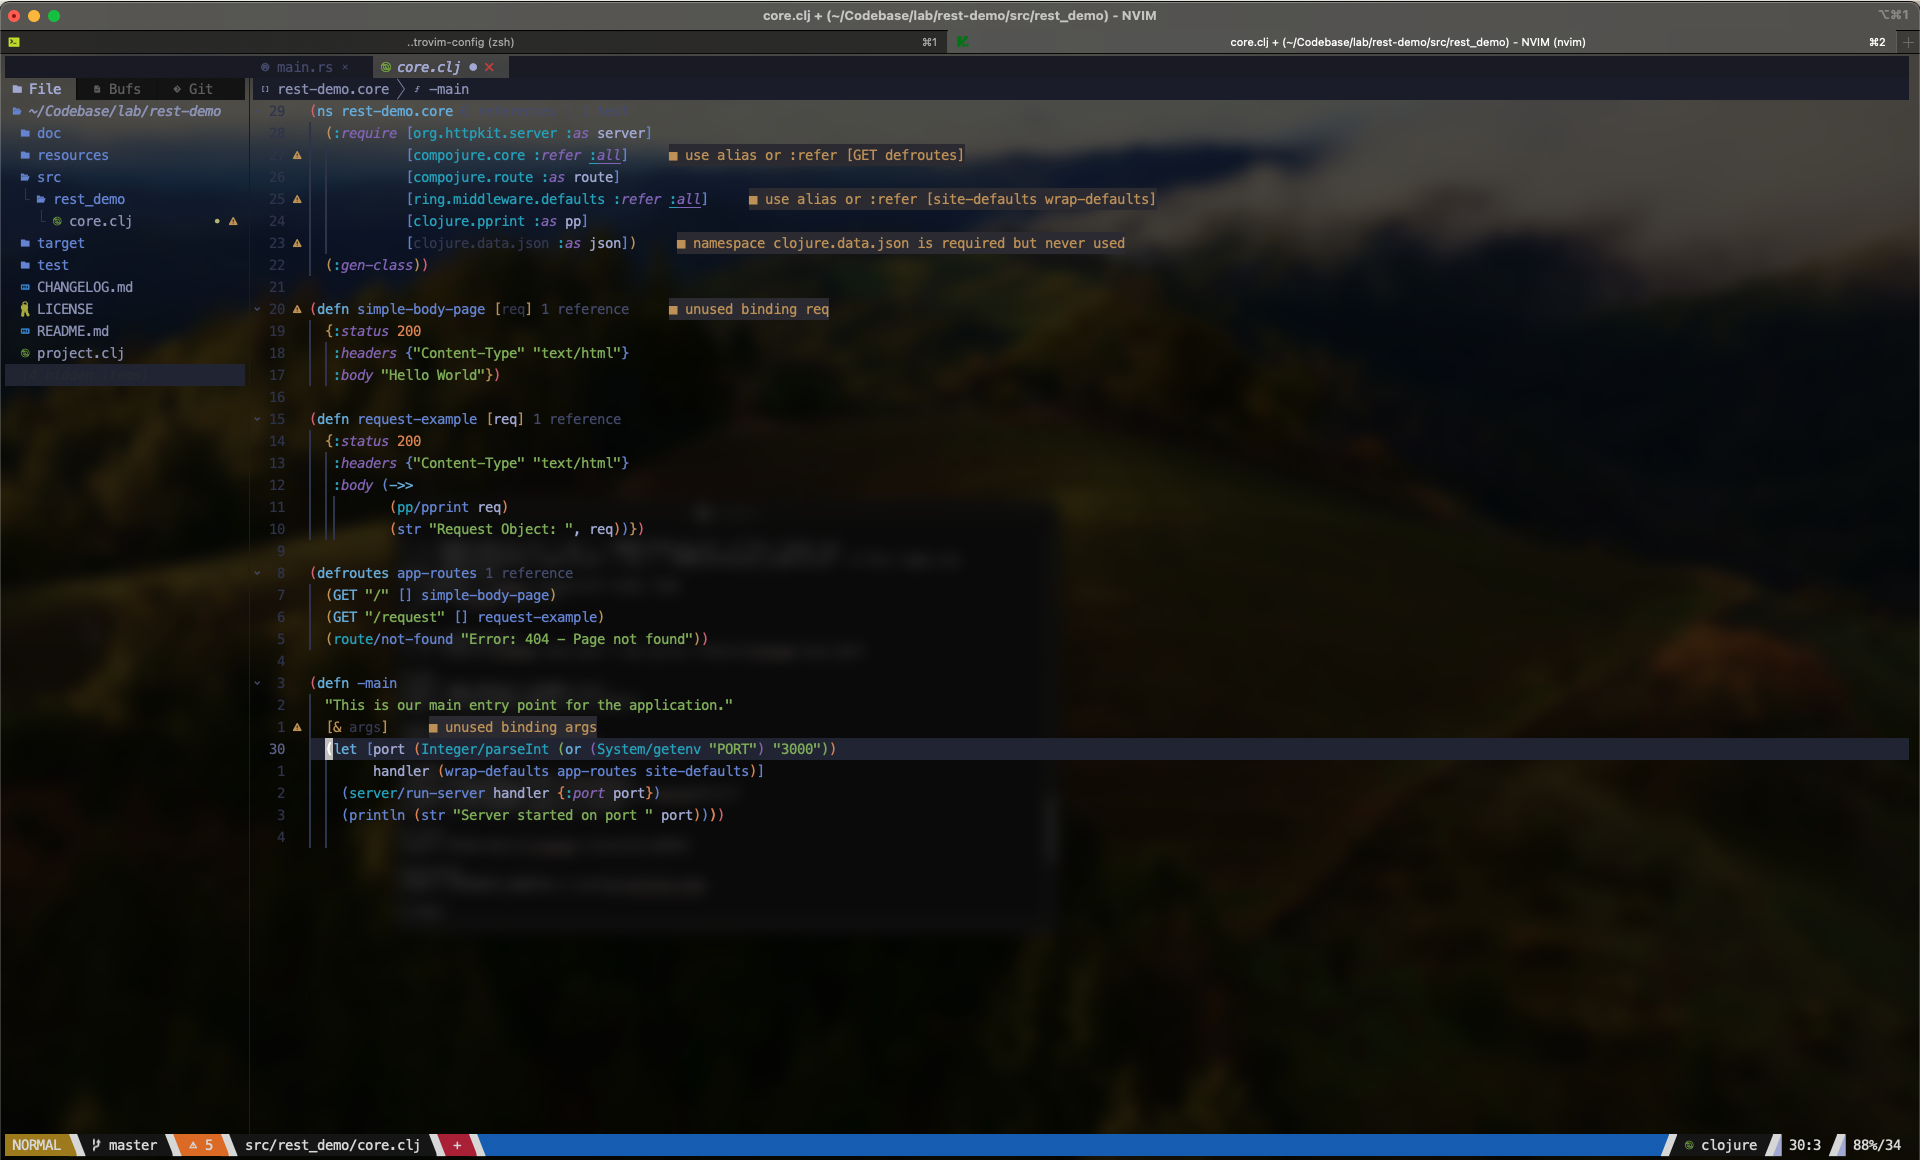 core.clj + (~/Codebase/lab/rest-demo/src/rest_demo) - NVIM ⌥⌘1
..trovim-config (zsh) ⌘1 core.clj + (~/Codebase/lab/rest-demo/src/rest_demo) - NVIM (nvim) ⌘2
main.rs × core.clj ● ✕
File Bufs Git
rest-demo.core 〉 ƒ -main
~/Codebase/lab/rest-demo
doc
resources
src
rest_demo
core.clj
target
test
CHANGELOG.md
LICENSE
README.md
project.clj
29 (ns rest-demo.core
28 (:require [org.httpkit.server :as server]
[compojure.core :refer :all] ■ use alias or :refer [GET defroutes]
26 [compojure.route :as route]
25 [ring.middleware.defaults :refer :all] ■ use alias or :refer [site-defaults wrap-defaults]
24 [clojure.pprint :as pp]
23 [clojure.data.json :as json]) ■ namespace clojure.data.json is required but never used
22 (:gen-class))
21
20 (defn simple-body-page [req] 1 reference ■ unused binding req
19 {:status 200
18 :headers {"Content-Type" "text/html"}
17 :body "Hello World"})
16
15 (defn request-example [req] 1 reference
14 {:status 200
13 :headers {"Content-Type" "text/html"}
12 :body (->>
11 (pp/pprint req)
10 (str "Request Object: ", req))})
9
8 (defroutes app-routes 1 reference
7 (GET "/" [] simple-body-page)
6 (GET "/request" [] request-example)
5 (route/not-found "Error: 404 - Page not found"))
4
3 (defn -main
2 "This is our main entry point for the application."
1 [& args] ■ unused binding args
30 (let [port (Integer/parseInt (or (System/getenv "PORT") "3000"))
1 handler (wrap-defaults app-routes site-defaults)]
2 (server/run-server handler {:port port})
3 (println (str "Server started on port " port))))
4
NORMAL master 5 src/rest_demo/core.clj + clojure 30:3 88%/34